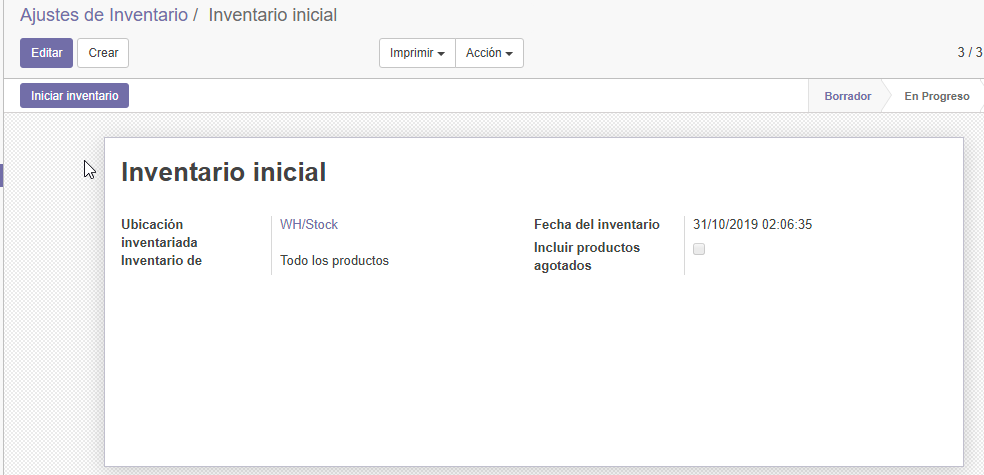 Ajustes de Inventario / Inventario inicial
Editar Crear Imprimir Acción 3 / 3
Iniciar inventario Borrador En Progreso
Inventario inicial
Ubicación inventariada WH/Stock
Inventario de Todo los productos
Fecha del inventario 31/10/2019 02:06:35
Incluir productos agotados